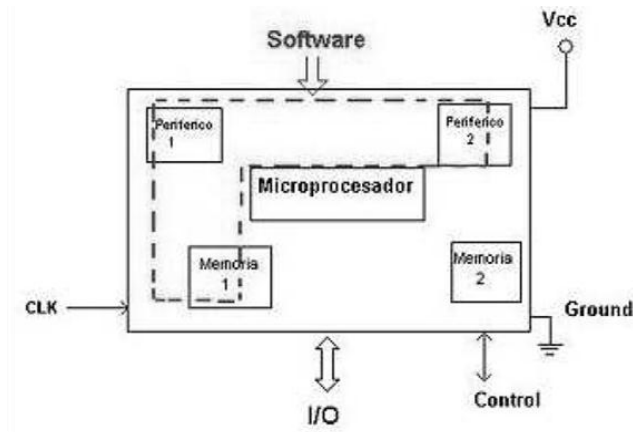 Vcc
Software
Periferico
1
Periferico
2
Microprocesador
Memoria
1
Memoria
2
CLK
Ground
Control
I/O